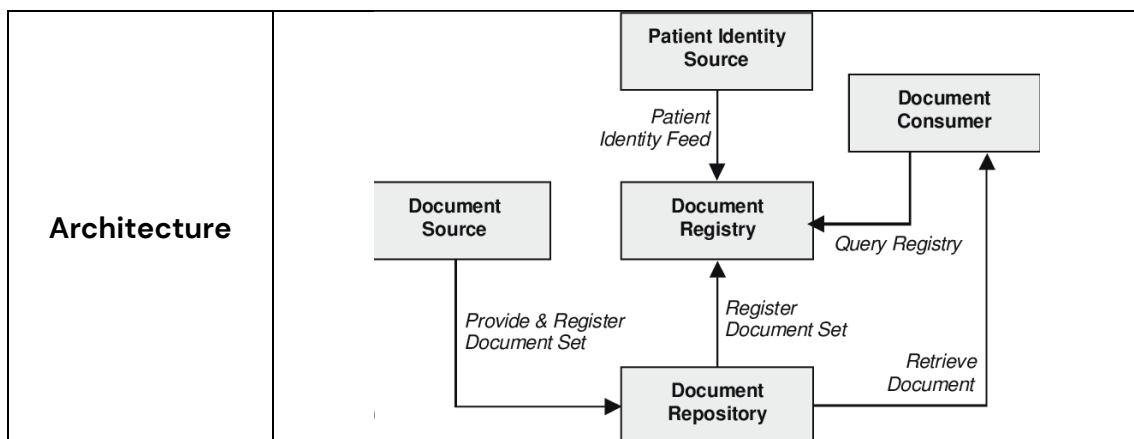 Architecture
Patient Identity
Source
Document
Consumer
Patient
Identity Feed
Document
Source
Document
Registry
Query Registry
Provide & Register
Document Set
Register
Document Set
Retrieve
Document
Document
Repository